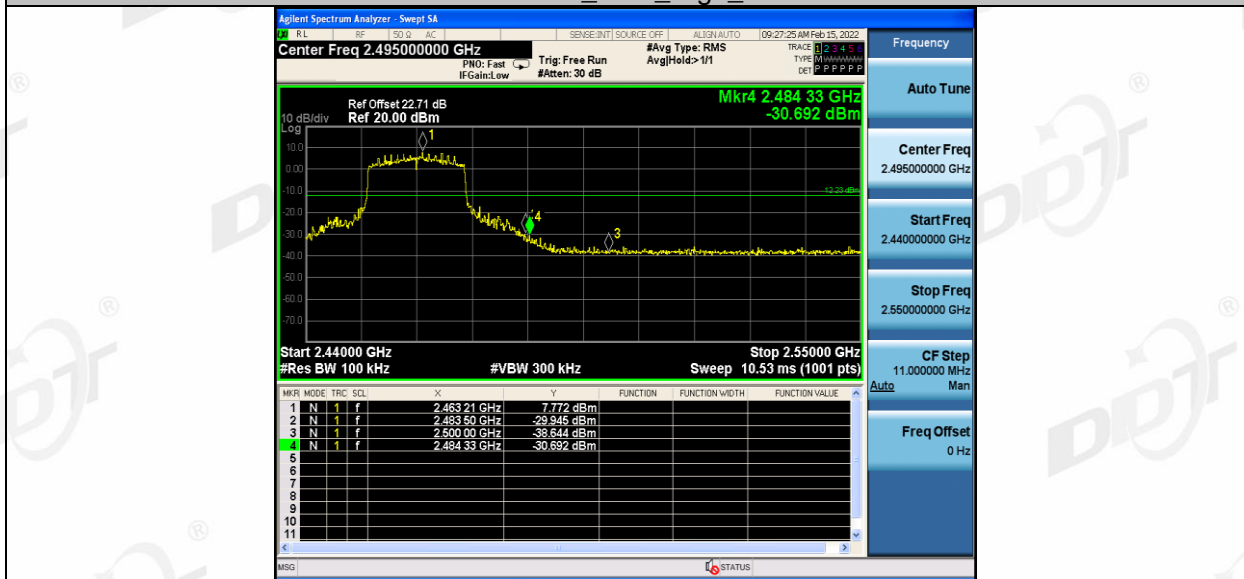 Agilent Spectrum Analyzer - Swept SA
RL RF 50 Ω AC SENSE:INT SOURCE OFF ALIGN AUTO 09:27:25 AM Feb 15, 2022
Center Freq 2.495000000 GHz
PNO: Fast
IFGain:Low
Trig: Free Run
#Atten: 30 dB
#Avg Type: RMS
Avg|Hold:>1/1
TRACE 1 2 3 4 5 6
TYPE M
DET P P P P P P
Frequency
Mkr4 2.484 33 GHz
-30.692 dBm
Ref Offset 22.71 dB
10 dB/div Ref 20.00 dBm
Log
10.0
0.00
-10.0
-20.0
-30.0
-40.0
-50.0
-60.0
-70.0
1
4
3
Start 2.44000 GHz Stop 2.55000 GHz
#Res BW 100 kHz #VBW 300 kHz Sweep 10.53 ms (1001 pts)
MKR MODE TRC SCL X Y FUNCTION FUNCTION WIDTH FUNCTION VALUE
1 N 1 f 2.463 21 GHz 7.772 dBm
2 N 1 f 2.483 50 GHz -29.945 dBm
3 N 1 f 2.500 00 GHz -38.644 dBm
4 N 1 f 2.484 33 GHz -30.692 dBm
5
6
7
8
9
10
11
MSG STATUS
Auto Tune
Center Freq
2.495000000 GHz
Start Freq
2.440000000 GHz
Stop Freq
2.550000000 GHz
CF Step
11.000000 MHz
Auto Man
Freq Offset
0 Hz
DDT
®